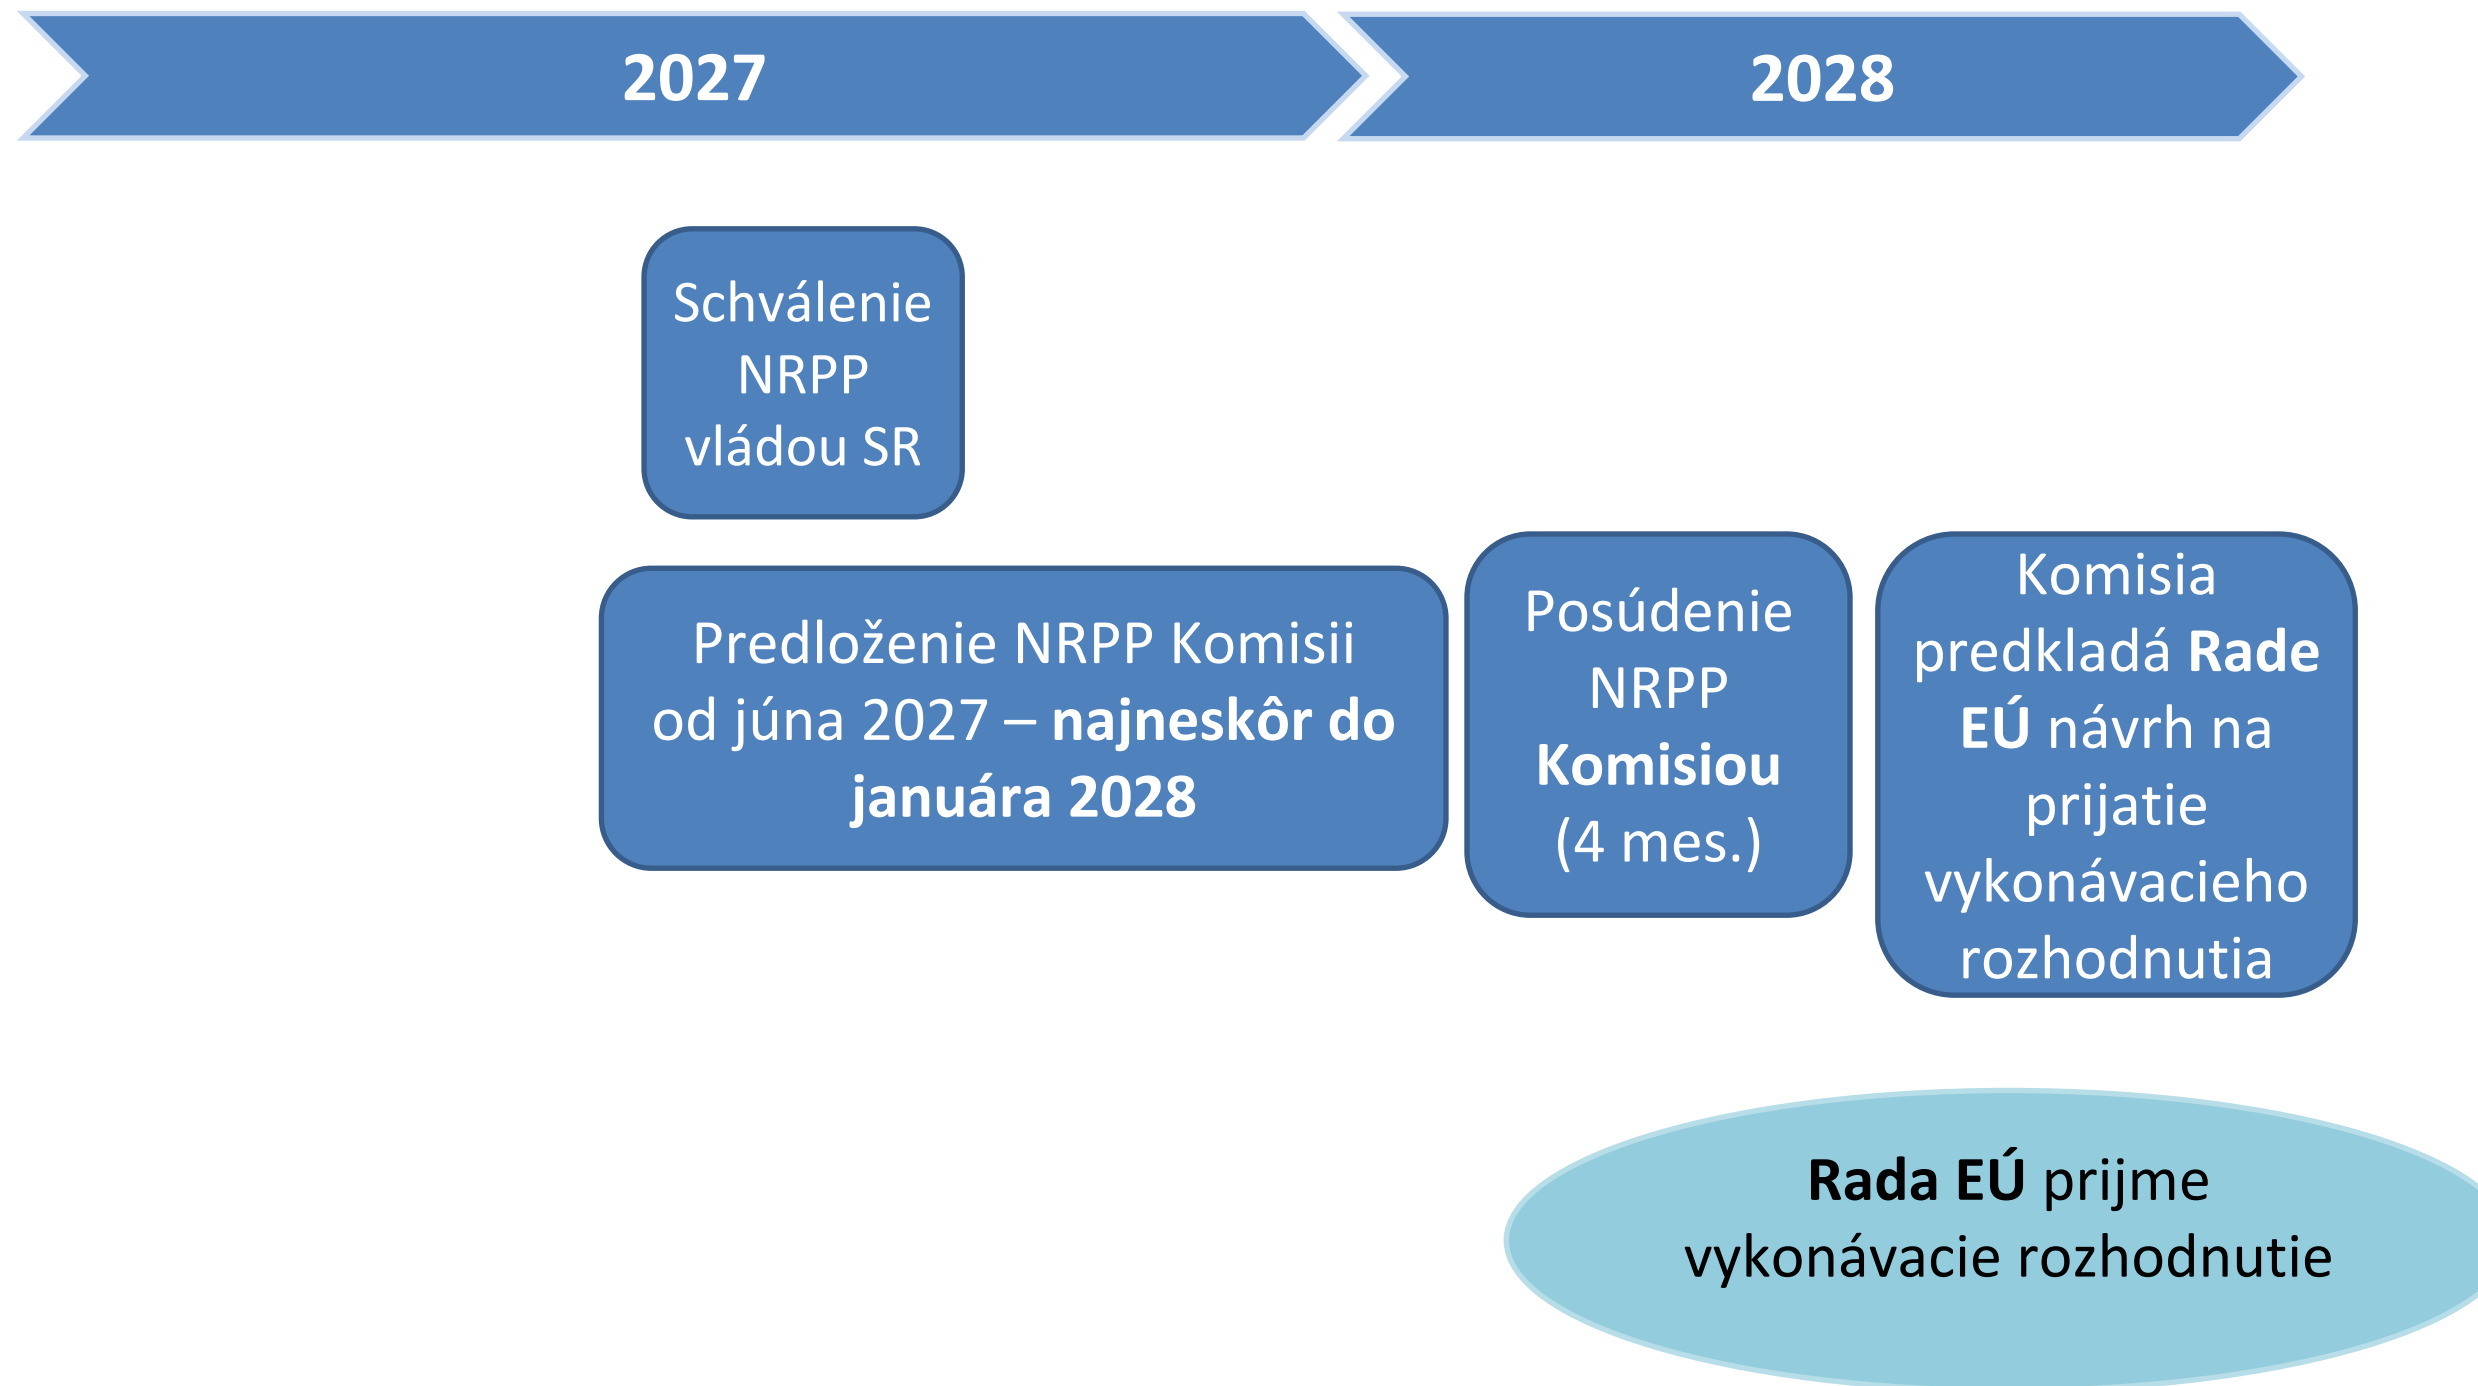 2027
2028
Schválenie
NRPP
vládou SR
Predloženie NRPP Komisii
od júna 2027 – najneskôr do
januára 2028
Posúdenie
NRPP
Komisiou
(4 mes.)
Komisia
predkladá Rade
EÚ návrh na
prijatie
vykonávacieho
rozhodnutia
Rada EÚ prijme
vykonávacie rozhodnutie